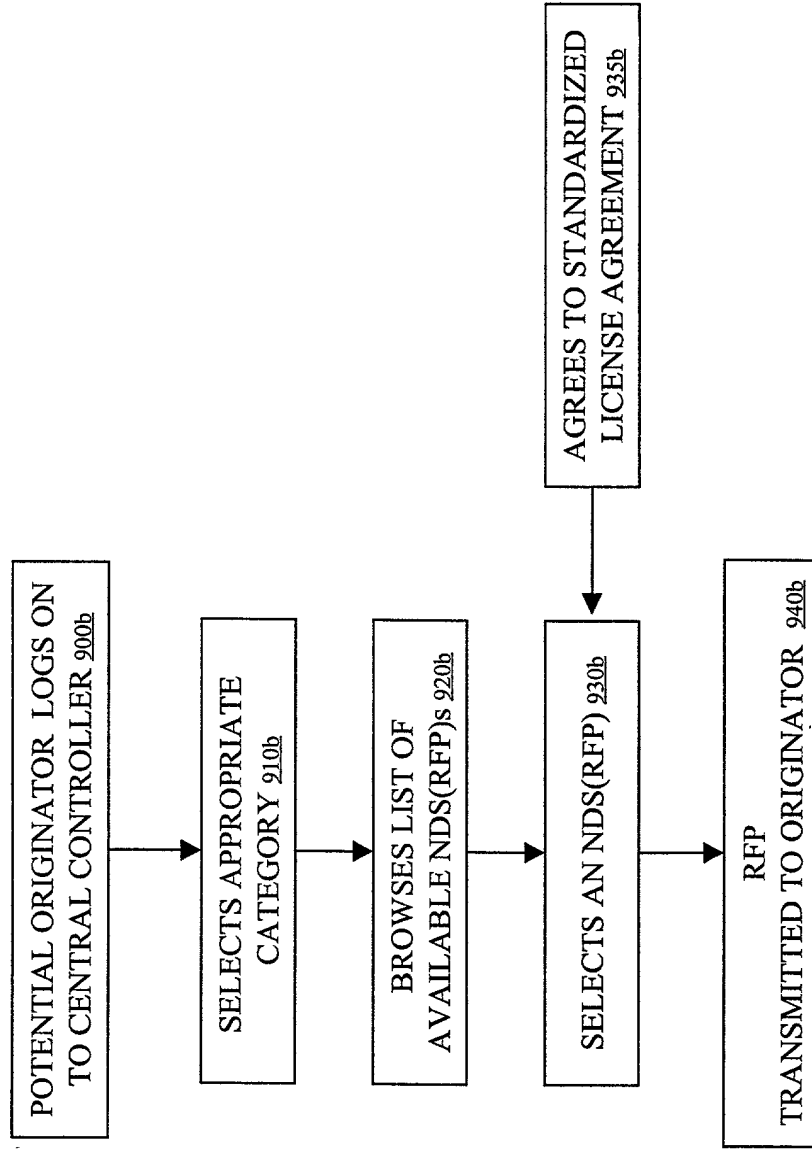 POTENTIAL ORIGINATOR LOGS ON
TO CENTRAL CONTROLLER 900b
SELECTS APPROPRIATE
CATEGORY 910b
BROWSES LIST OF
AVAILABLE NDS(RFP)s 920b
SELECTS AN NDS(RFP) 930b
AGREES TO STANDARDIZED
LICENSE AGREEMENT 935b
RFP
TRANSMITTED TO ORIGINATOR 940b